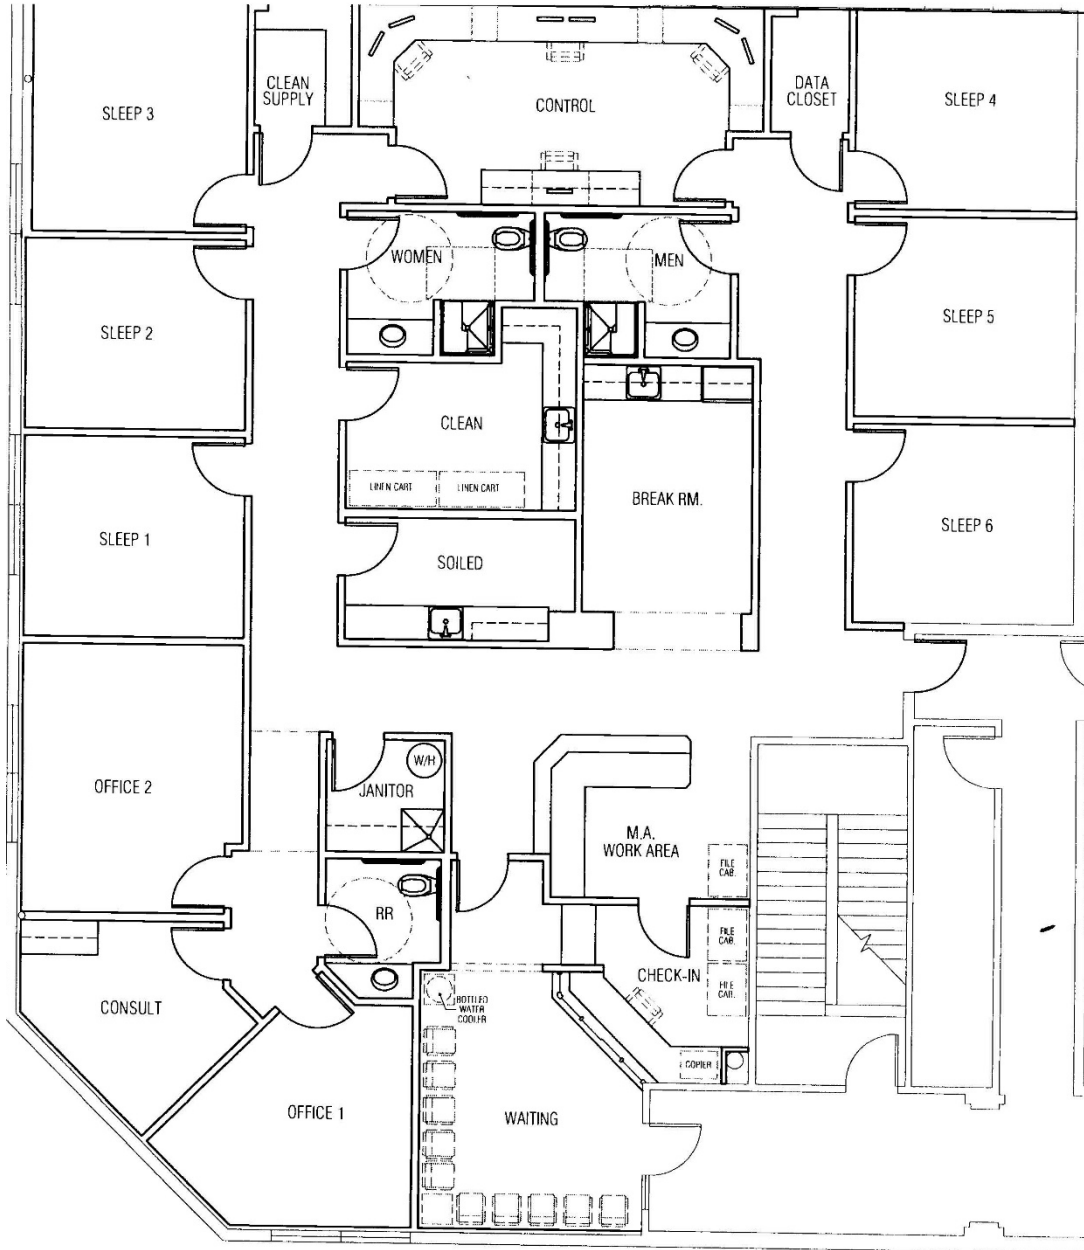 SLEEP 3
CLEAN
SUPPLY
CONTROL
DATA
CLOSET
SLEEP 4
WOMEN
MEN
SLEEP 2
SLEEP 5
CLEAN
LINEN CART
LINEN CART
BREAK RM.
SLEEP 1
SOILED
SLEEP 6
OFFICE 2
JANITOR
W/H
M.A.
WORK AREA
FILE
CAB.
RR
FILE
CAB.
CHECK-IN
FILE
CAB.
CONSULT
BOTTLED
WATER
COOLER
COPIER
OFFICE 1
WAITING